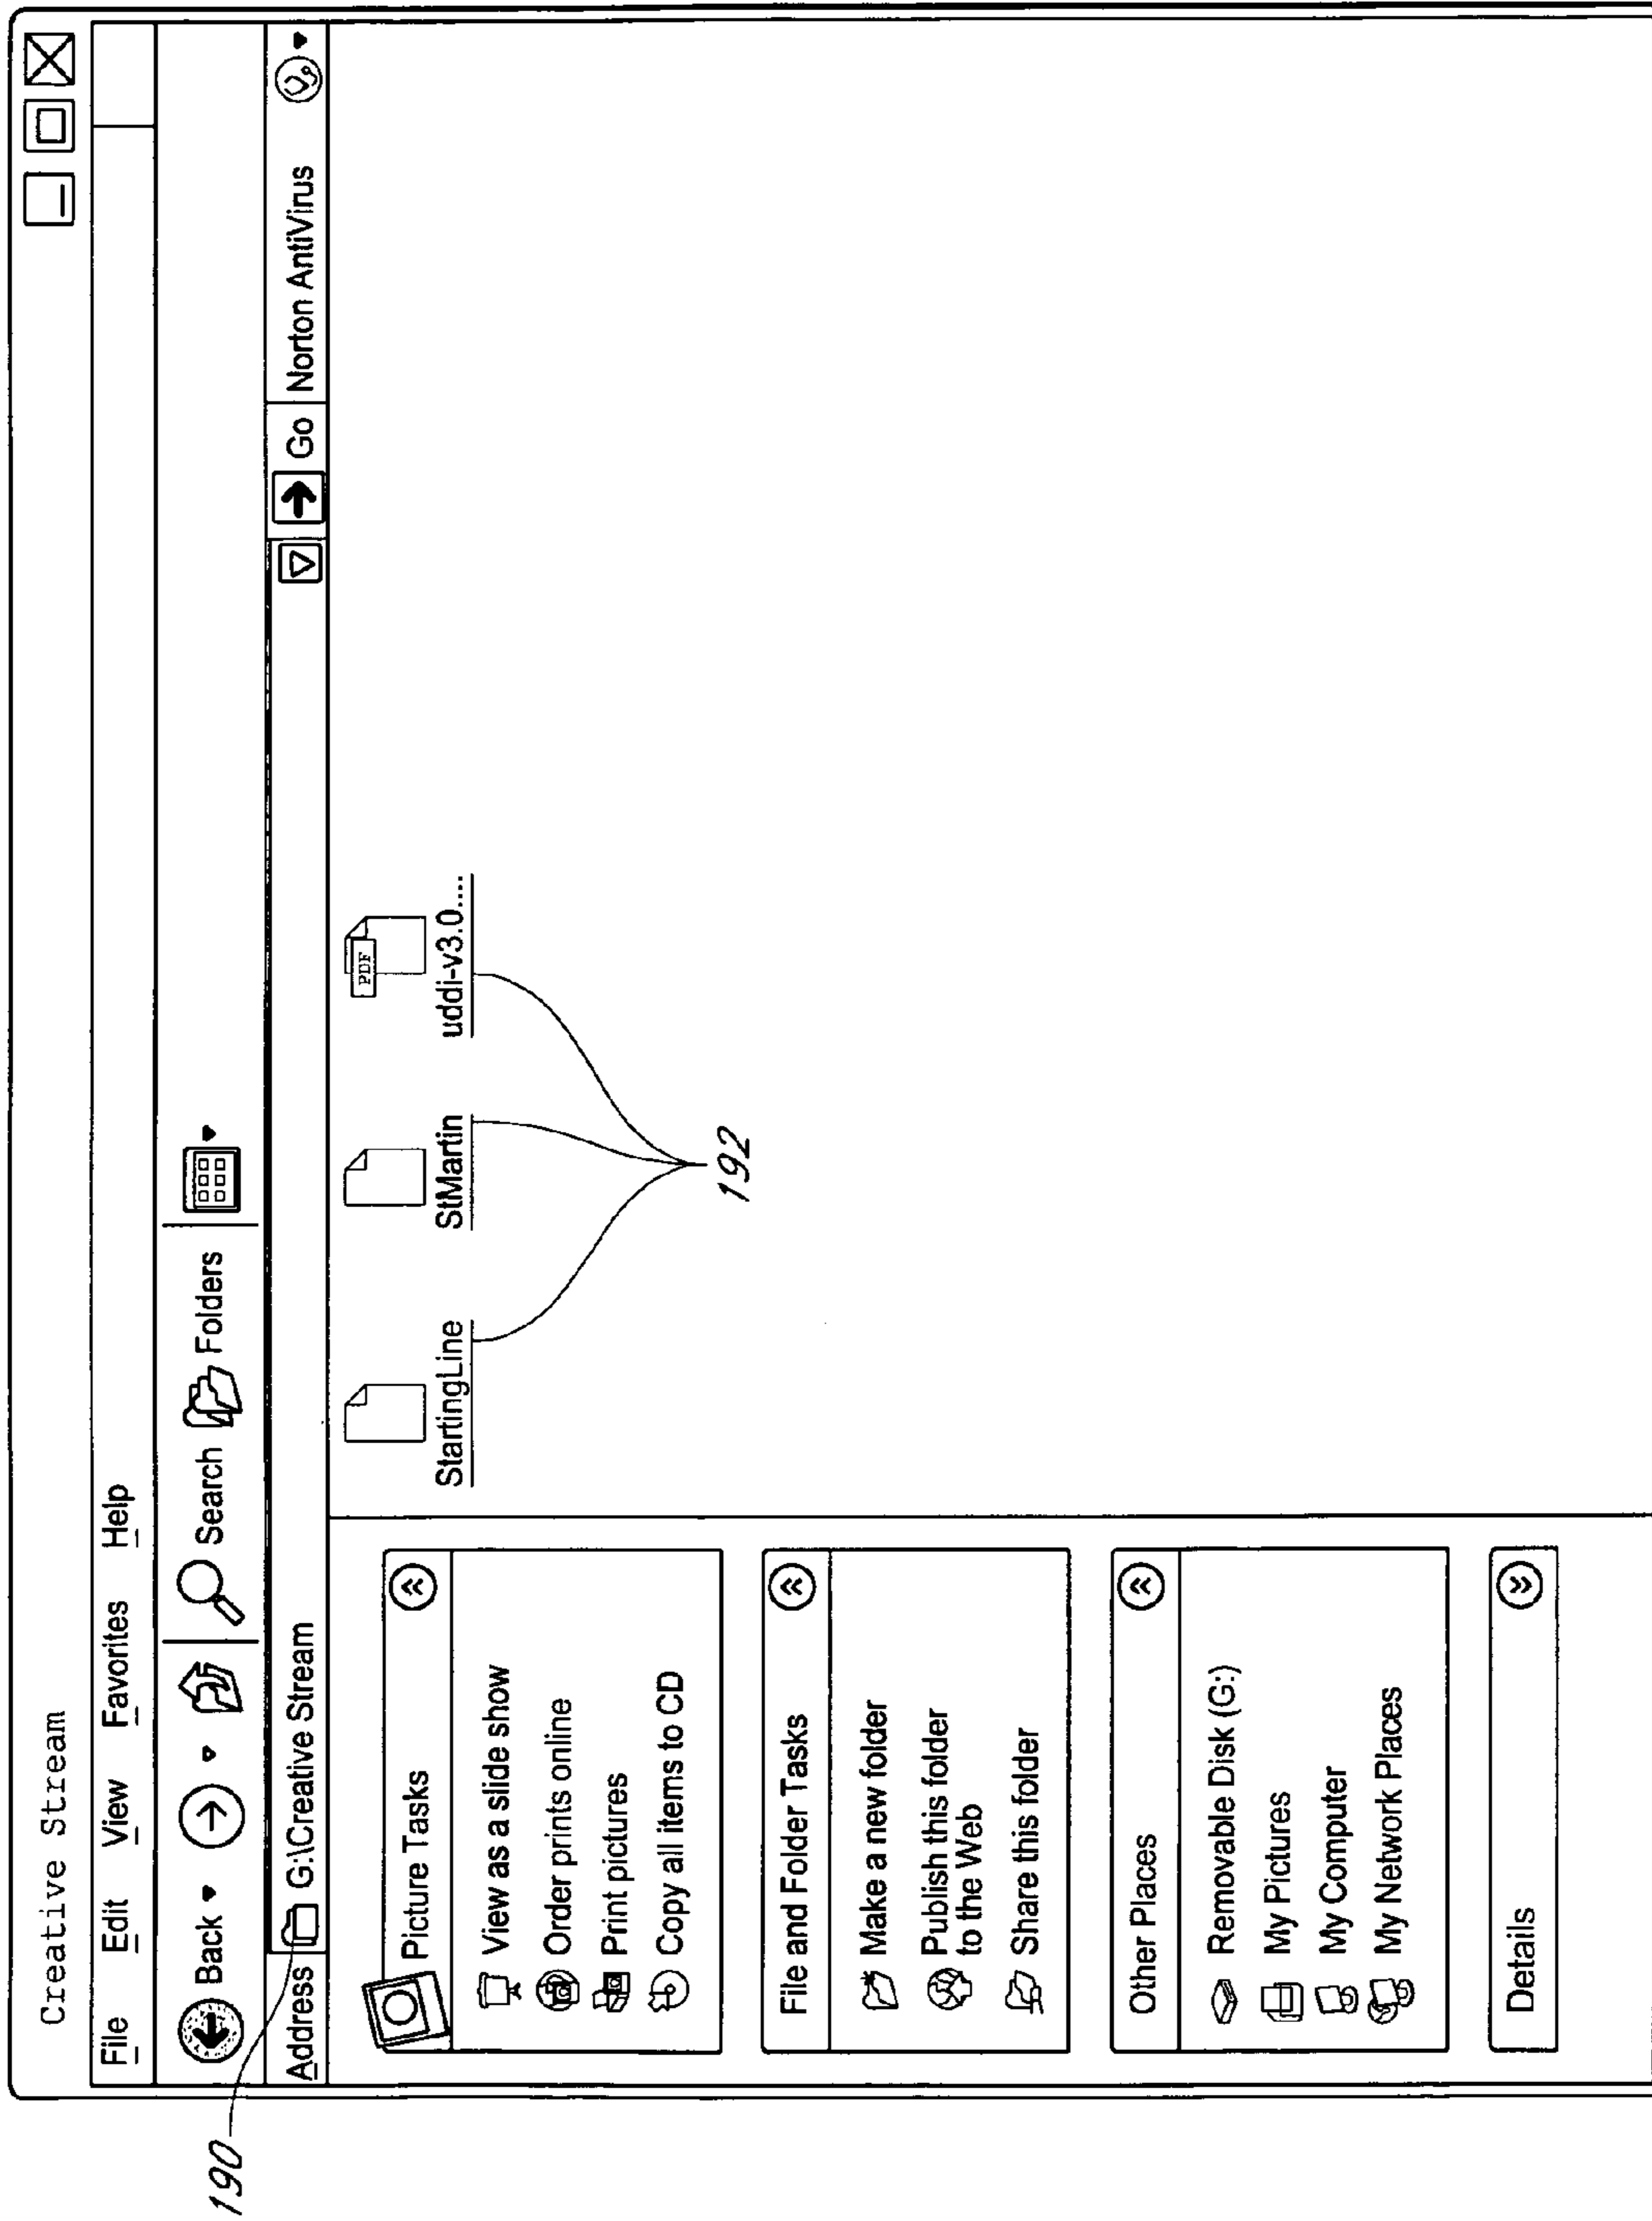 Creative Stream
File Edit View Favorites Help
Back Search Folders
Address G:\Creative Stream Go Norton AntiVirus
190
Picture Tasks
View as a slide show
Order prints online
Print pictures
Copy all items to CD
File and Folder Tasks
Make a new folder
Publish this folder
to the Web
Share this folder
Other Places
Removable Disk (G:)
My Pictures
My Computer
My Network Places
Details
PDF
StartingLine StMartin uddi-v3.0....
192